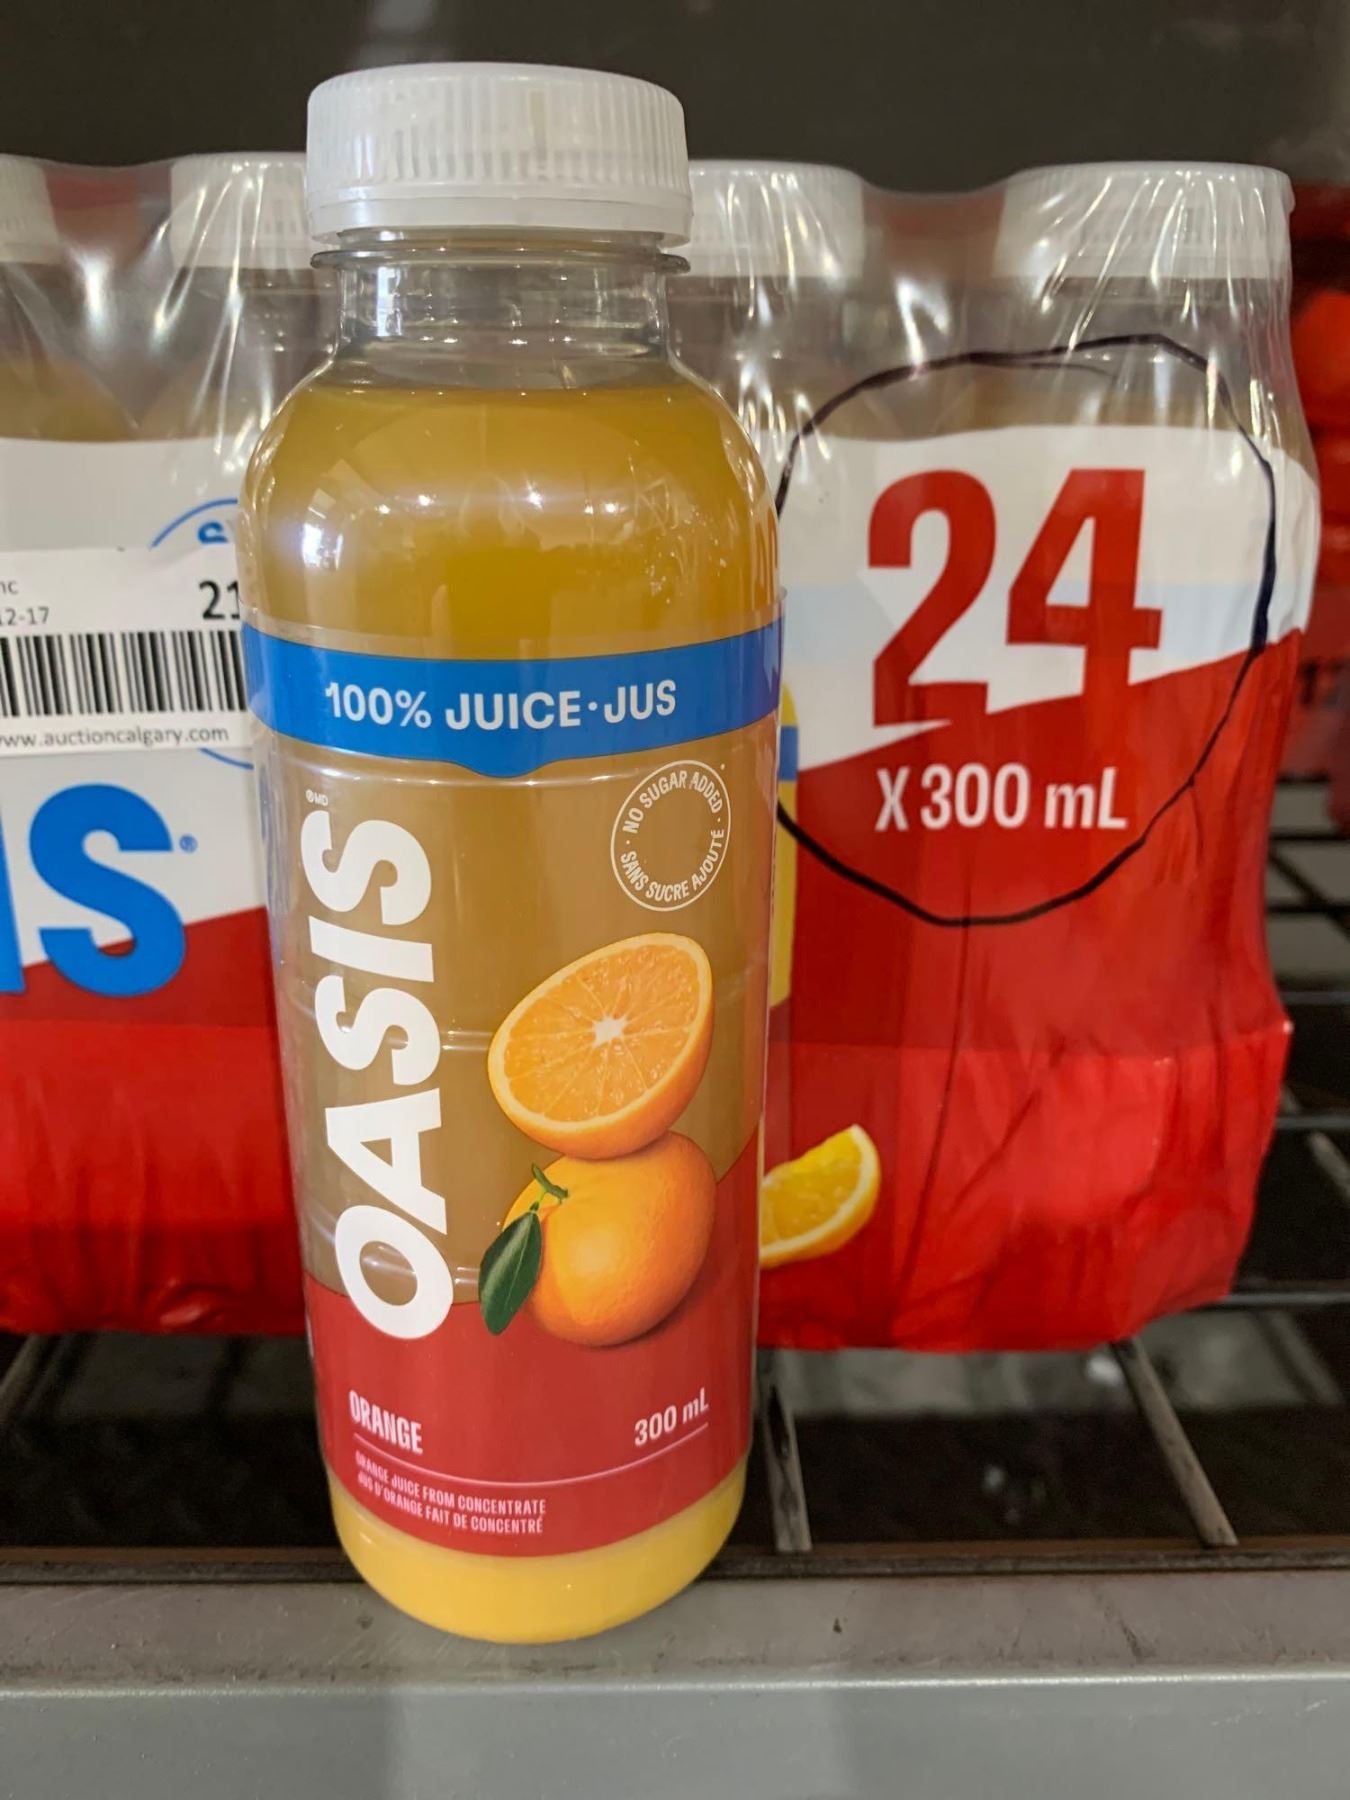 100% JUICE·JUS
NO SUGAR ADDED · SANS SUCRE AJOUTÉ ·
OASIS
®MD
ORANGE
300 mL
ORANGE JUICE FROM CONCENTRATE
JUS D'ORANGE FAIT DE CONCENTRÉ
24
X 300 mL
12-17
21
www.auctioncalgary.com
S®